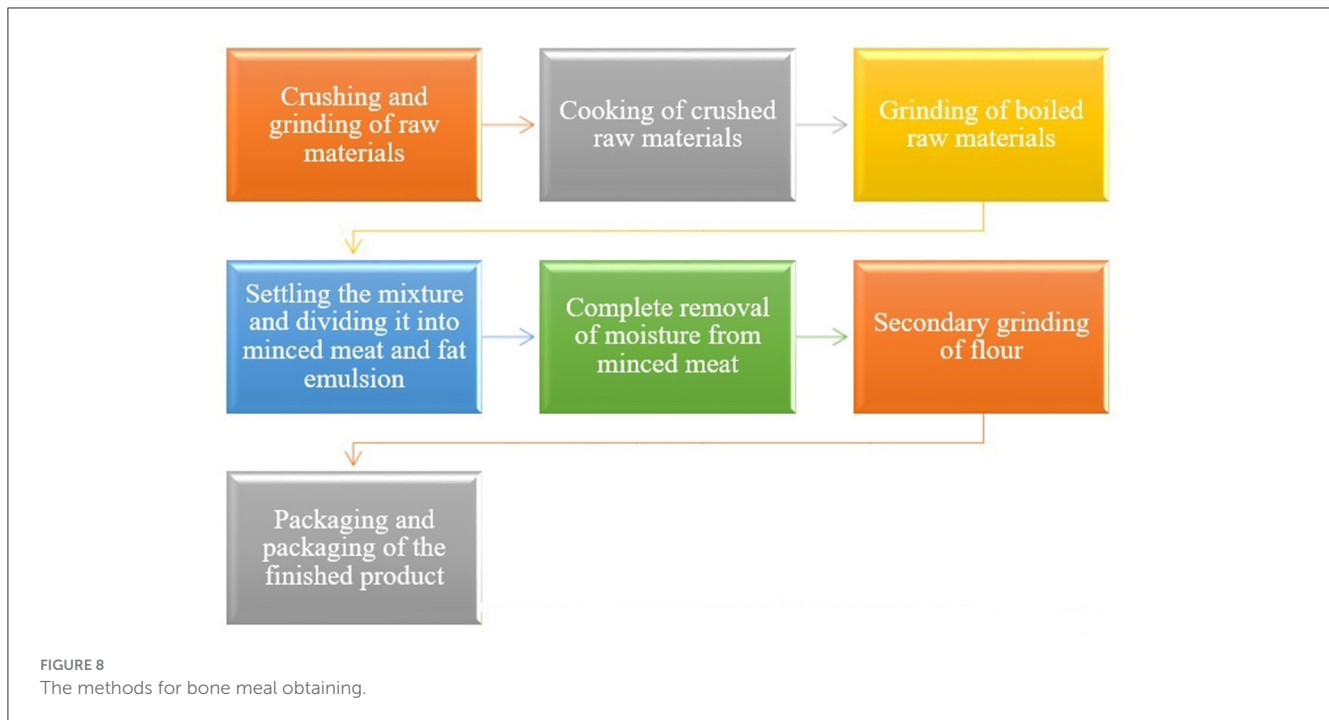 Crushing and
grinding of raw
materials
Cooking of crushed
raw materials
Grinding of boiled
raw materials
Settling the mixture
and dividing it into
minced meat and fat
emulsion
Complete removal
of moisture from
minced meat
Secondary grinding
of flour
Packaging and
packaging of the
finished product
FIGURE 8
The methods for bone meal obtaining.